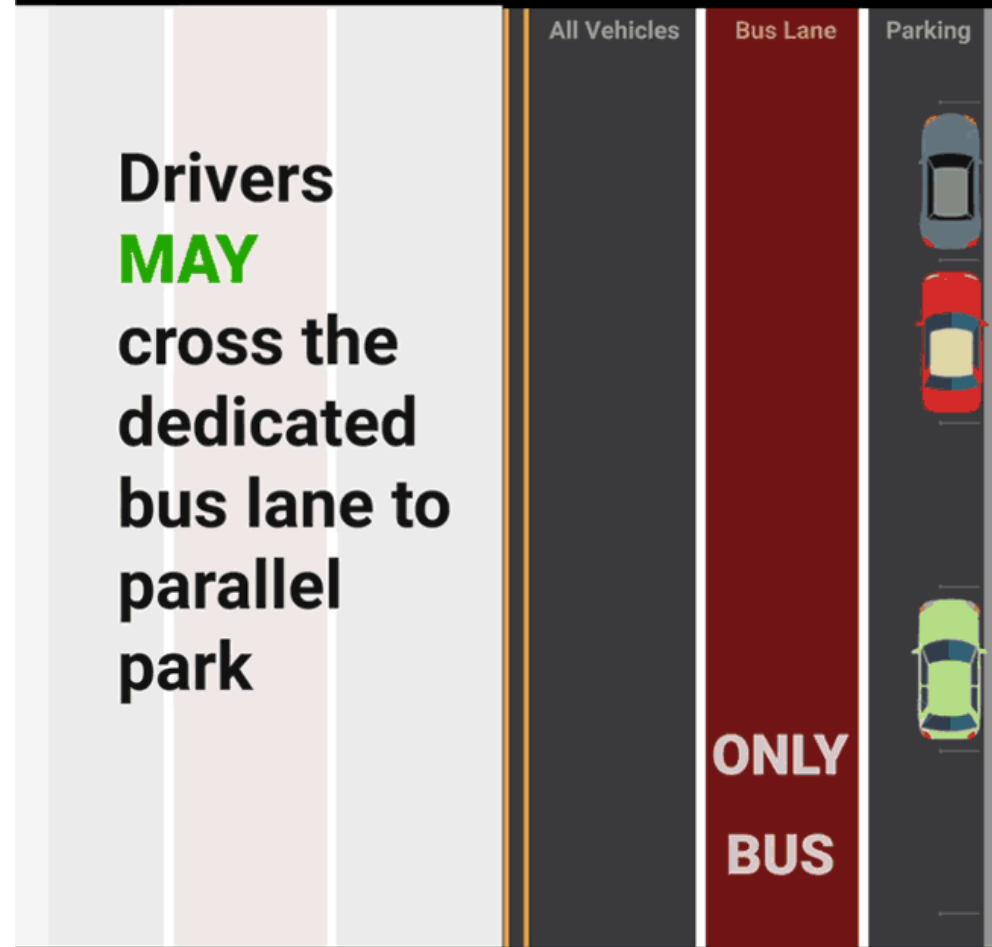 All Vehicles
Bus Lane
Parking
Drivers
MAY
cross the
dedicated
bus lane to
parallel
park
ONLY
BUS